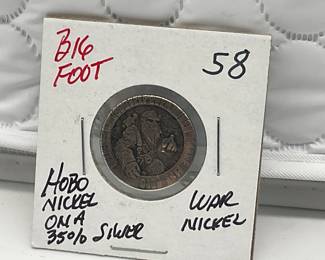 BIG
FOOT
58
HOBO
NICKEL
ON A
35% SILVER
WAR
NICKEL